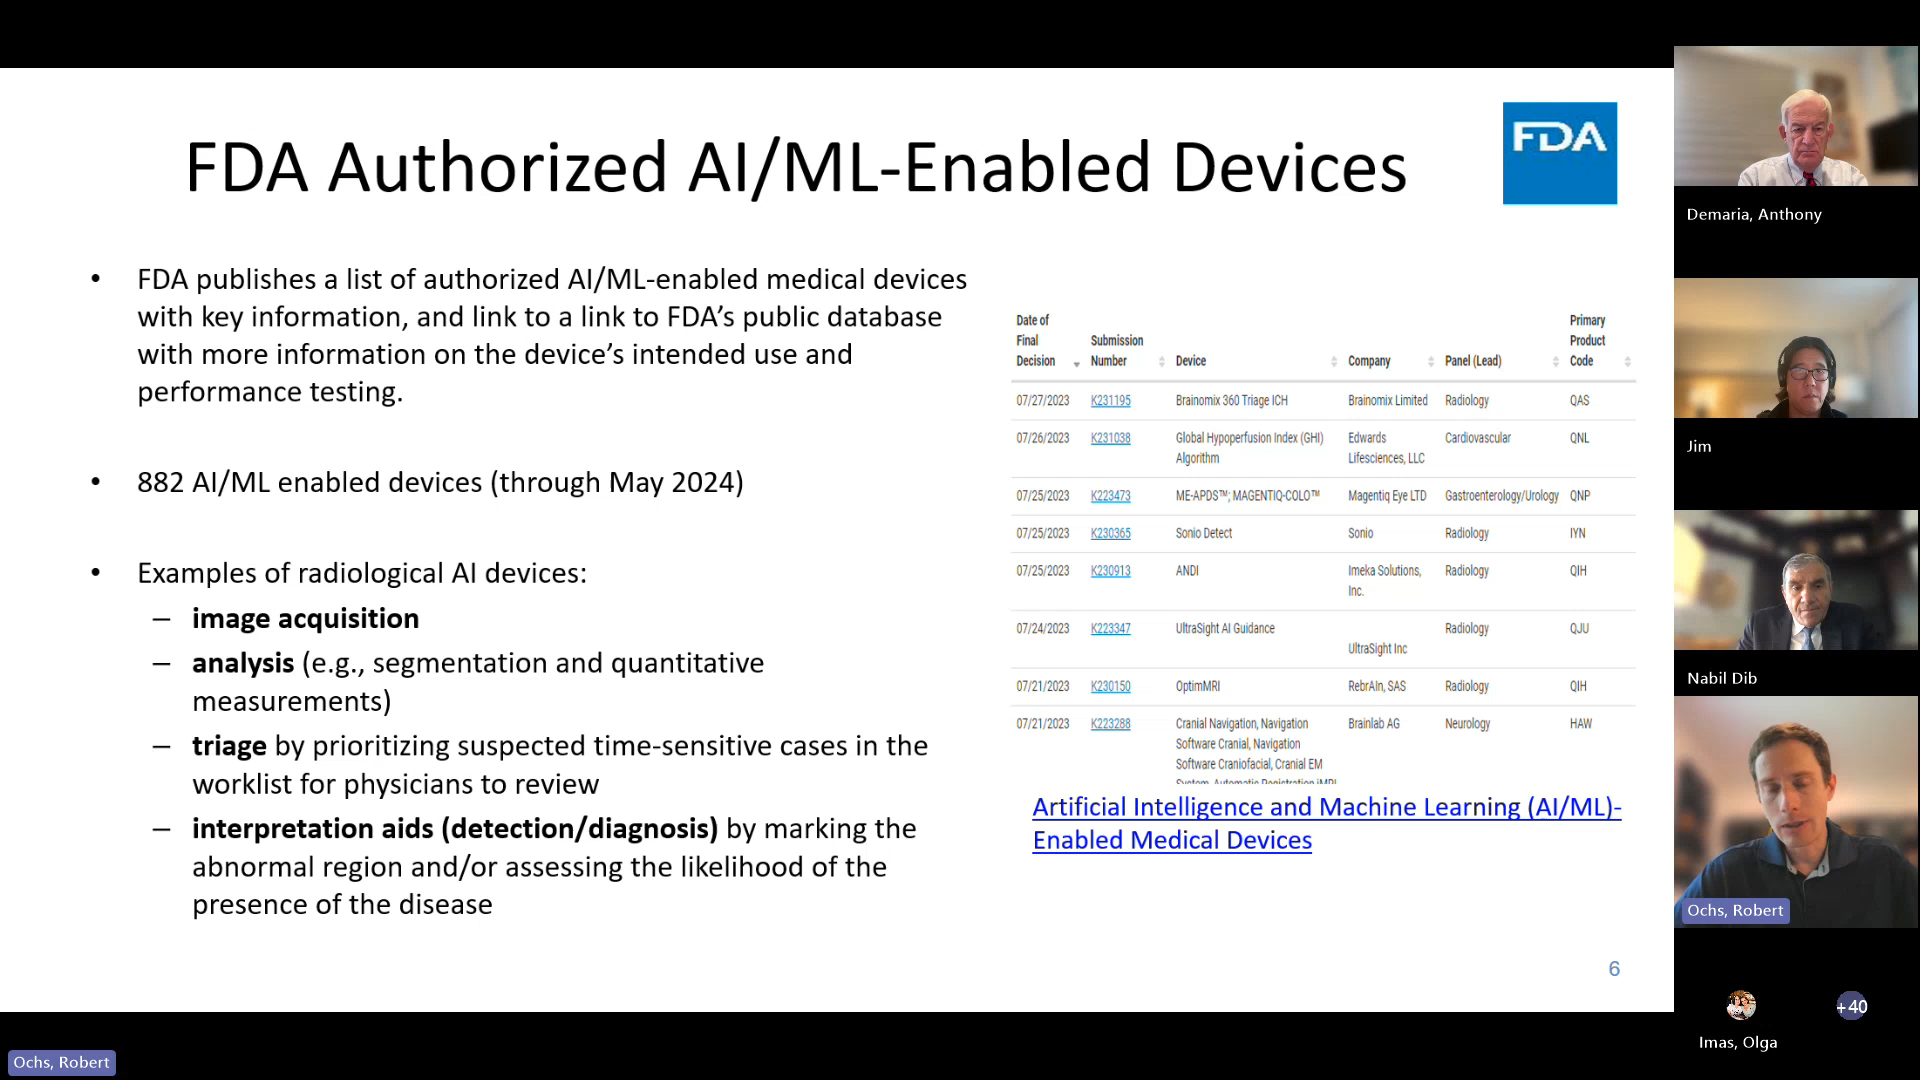 FDA Authorized AI/ML-Enabled Devices
FDA
• FDA publishes a list of authorized AI/ML-enabled medical devices
with key information, and link to a link to FDA’s public database
with more information on the device’s intended use and
performance testing.
• 882 AI/ML enabled devices (through May 2024)
• Examples of radiological AI devices:
– image acquisition
– analysis (e.g., segmentation and quantitative
measurements)
– triage by prioritizing suspected time-sensitive cases in the
worklist for physicians to review
– interpretation aids (detection/diagnosis) by marking the
abnormal region and/or assessing the likelihood of the
presence of the disease
Date of Final Decision Submission Number Device Company Panel (Lead) Primary Product Code
07/27/2023 K231195 Brainomix 360 Triage ICH Brainomix Limited Radiology QAS
07/26/2023 K231038 Global Hypoperfusion Index (GHI) Algorithm Edwards Lifesciences, LLC Cardiovascular QNL
07/25/2023 K223473 ME-APDS™; MAGENTIQ-COLO™ Magentiq Eye LTD Gastroenterology/Urology QNP
07/25/2023 K230365 Sonio Detect Sonio Radiology IYN
07/25/2023 K230913 ANDI Imeka Solutions, Inc. Radiology QIH
07/24/2023 K223347 UltraSight AI Guidance UltraSight Inc Radiology QJU
07/21/2023 K230150 OptimMRI RebrAIn, SAS Radiology QIH
07/21/2023 K223288 Cranial Navigation, Navigation Brainlab AG Neurology HAW
Software Cranial, Navigation
Software Craniofacial, Cranial EM
System, Automatic Registration iMRI
Artificial Intelligence and Machine Learning (AI/ML)-
Enabled Medical Devices
6
Demaria, Anthony
Jim
Nabil Dib
Ochs, Robert
+40
Imas, Olga
Ochs, Robert